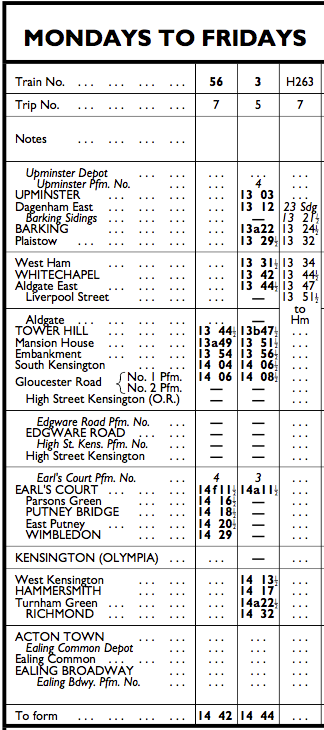 MONDAYS TO FRIDAYS
Train No. ... ... ... ... 56 3 H263
Trip No. ... ... ... ... 7 5 7
Notes ... ... ... ... 
Upminster Depot ... ... ... ... ...
Upminster Pfm. No. ... ... 4 ...
UPMINSTER ... ... ... ... 13 03 ...
Dagenham East ... ... ... ... 13 12 23 Sdg
Barking Sidings ... ... ... — 13 21½
BARKING ... ... ... ... 13a22 13 24½
Plaistow ... ... ... ... 13 29½ 13 32
West Ham ... ... ... ... 13 31½ 13 34
WHITECHAPEL ... ... ... ... 13 42 13 44½
Aldgate East ... ... ... ... 13 44½ 13 47
Liverpool Street ... ... ... — 13 51½
to
Aldgate ... ... ... ... ... — Hm
TOWER HILL ... ... ... 13 44½ 13b47½ ...
Mansion House ... ... ... 13a49 13 51½ ...
Embankment ... ... ... 13 54 13 56½ ...
South Kensington ... ... 14 04 14 06½ ...
Gloucester Road { No. 1 Pfm. 14 06 14 08½ ...
No. 2 Pfm. — — ...
High Street Kensington (O.R.) — — ...
Edgware Road Pfm. No. ... ... ... ...
EDGWARE ROAD ... ... — — ...
High St. Kens. Pfm. No. ... ... ... ...
High Street Kensington ... — — ...
Earl's Court Pfm. No. ... 4 3 ...
EARL'S COURT ... ... ... 14f11½ 14a11½ ...
Parsons Green ... ... 14 16½ — ...
PUTNEY BRIDGE ... ... 14 18½ — ...
East Putney ... ... ... 14 20½ — ...
WIMBLEDON ... ... ... 14 29 — ...
KENSINGTON (OLYMPIA) ... ... — ...
West Kensington ... ... ... 14 13½ ...
HAMMERSMITH ... ... ... 14 17 ...
Turnham Green ... ... ... ... 14a22½ ...
RICHMOND ... ... ... ... 14 32 ...
ACTON TOWN ... ... ... ... ...
Ealing Common Depot ... ... ... ...
Ealing Common ... ... ... ... ... ...
EALING BROADWAY ... ... ... ...
Ealing Bdwy. Pfm. No. ... ... ... ...
To form ... ... ... ... 14 42 14 44 ...